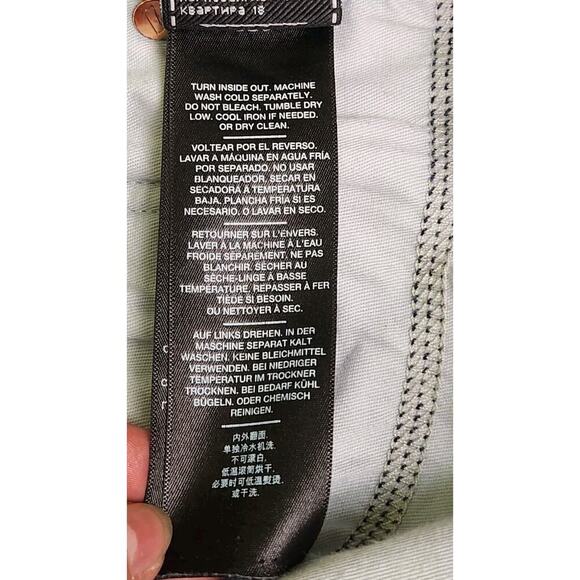 квартира 16
TURN INSIDE OUT. MACHINE
WASH COLD SEPARATELY.
DO NOT BLEACH. TUMBLE DRY
LOW. COOL IRON IF NEEDED.
OR DRY CLEAN.
VOLTEAR POR EL REVERSO.
LAVAR A MÁQUINA EN AGUA FRÍA
POR SEPARADO. NO USAR
BLANQUEADOR. SECAR EN
SECADORA A TEMPERATURA
BAJA. PLANCHA FRÍA SI ES
NECESARIO. O LAVAR EN SECO.
RETOURNER SUR L'ENVERS.
LAVER À LA MACHINE À L'EAU
FROIDE SÉPARÉMENT. NE PAS
BLANCHIR. SÉCHER AU
SÈCHE-LINGE À BASSE
TEMPÉRATURE. REPASSER À FER
TIÈDE SI BESOIN.
OU NETTOYER À SEC.
AUF LINKS DREHEN. IN DER
MASCHINE SEPARAT KALT
WASCHEN. KEINE BLEICHMITTEL
VERWENDEN. BEI NIEDRIGER
TEMPERATUR IM TROCKNER
TROCKNEN. BEI BEDARF KÜHL
BÜGELN. ODER CHEMISCH
REINIGEN.
内外翻面.
单独冷水机洗.
不可漂白.
低温滚筒烘干.
必要时可低温熨烫.
或干洗.